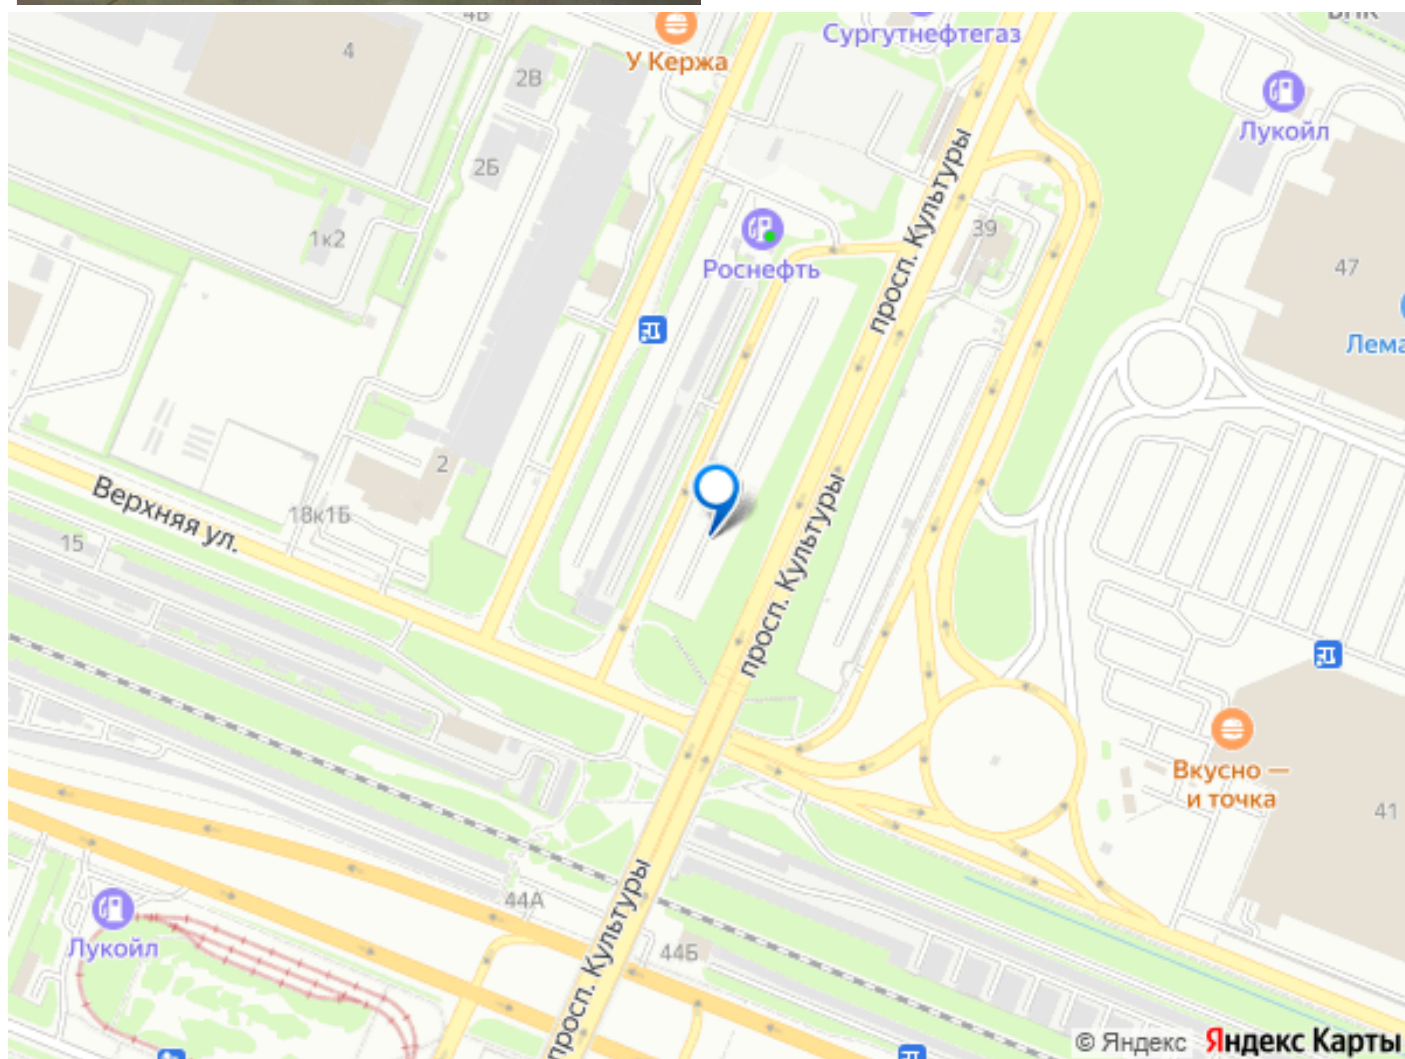 4Б
4
У Кержа
Сургутнефтегаз
2В
Лукойл
2Б
просп. Культуры
1к2
39
Роснефть
47
просп. Культуры
Лема
2
Верхняя ул.
18к1Б
15
просп. Культуры
Вкусно —
и точка
41
просп. Культуры
44А
Лукойл
44Б
© Яндекс Яндекс Карты